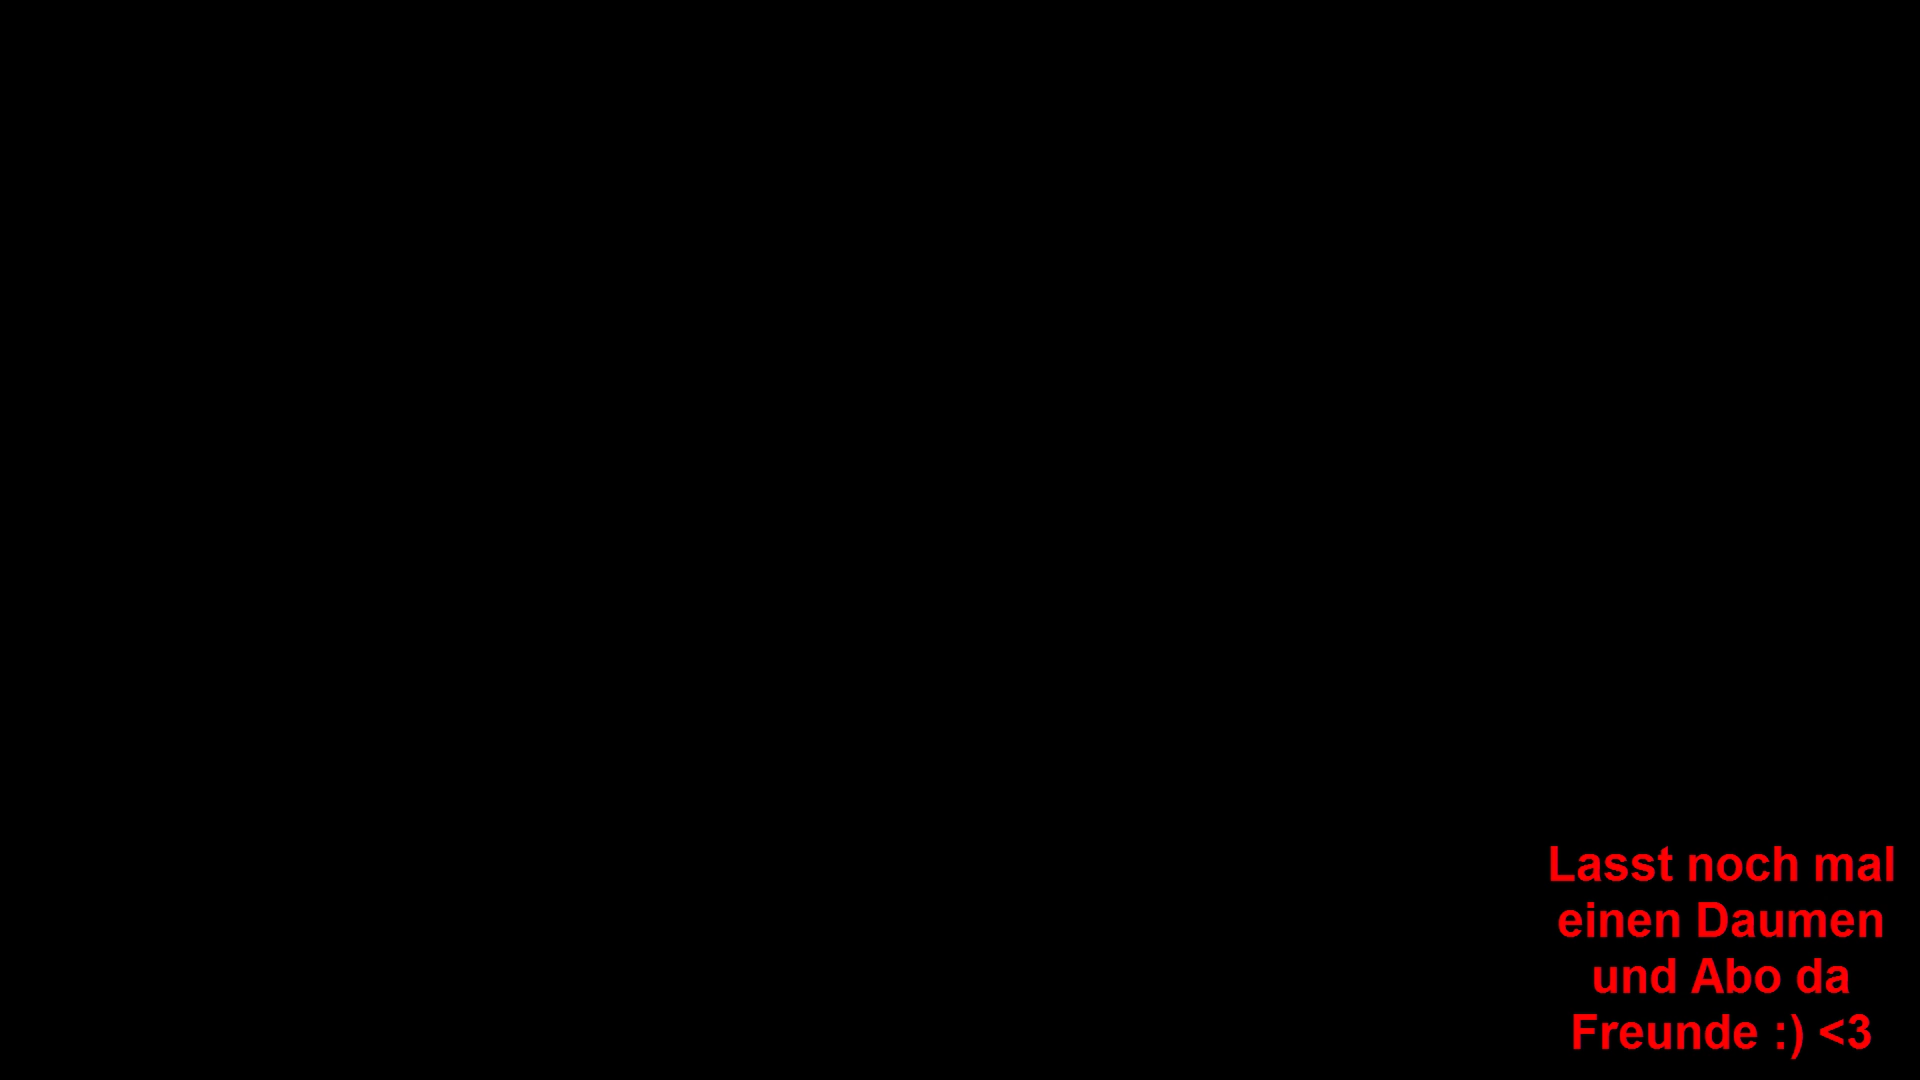 Lasst noch mal
einen Daumen
und Abo da
Freunde :) <3